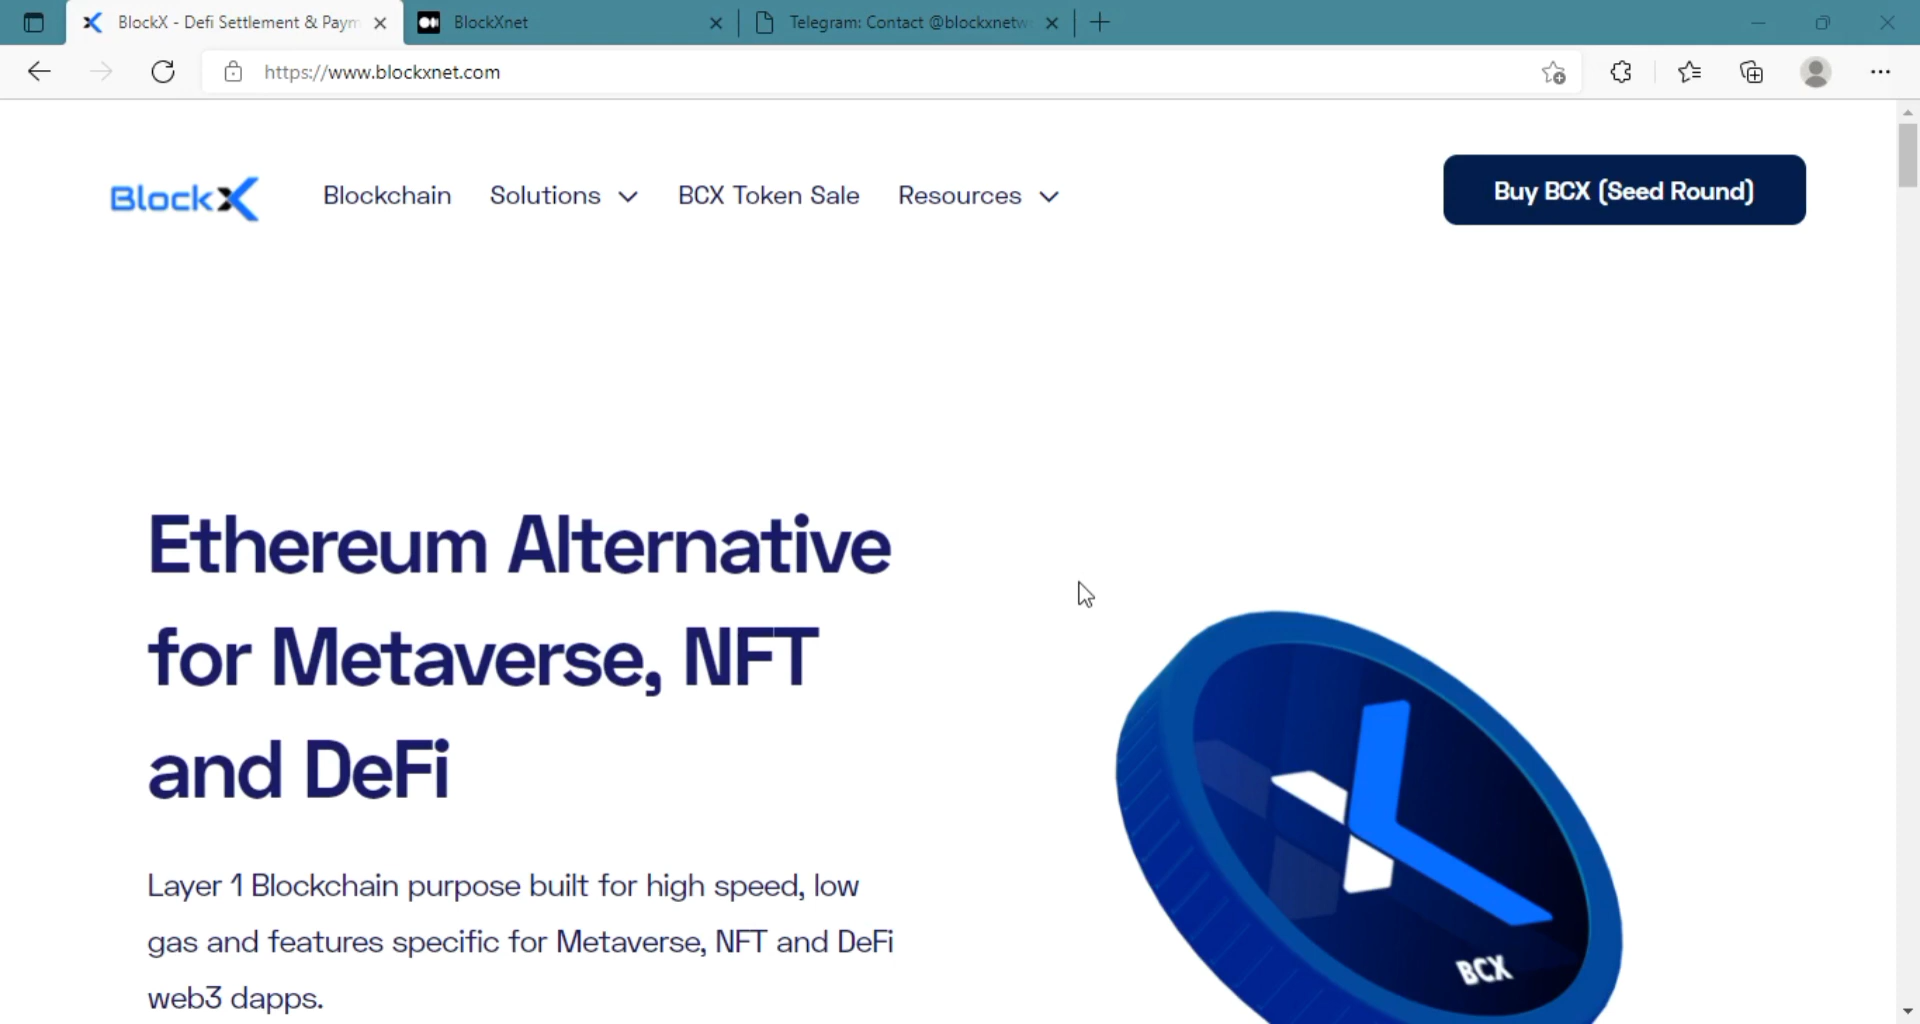 BlockX - Defi Settlement & Paym
BlockXnet
Telegram: Contact @blockxnetw
https://www.blockxnet.com
BlockX
Blockchain
Solutions
BCX Token Sale
Resources
Buy BCX (Seed Round)
Ethereum Alternative
for Metaverse, NFT
and DeFi
Layer 1 Blockchain purpose built for high speed, low
gas and features specific for Metaverse, NFT and DeFi
web3 dapps.
BCX